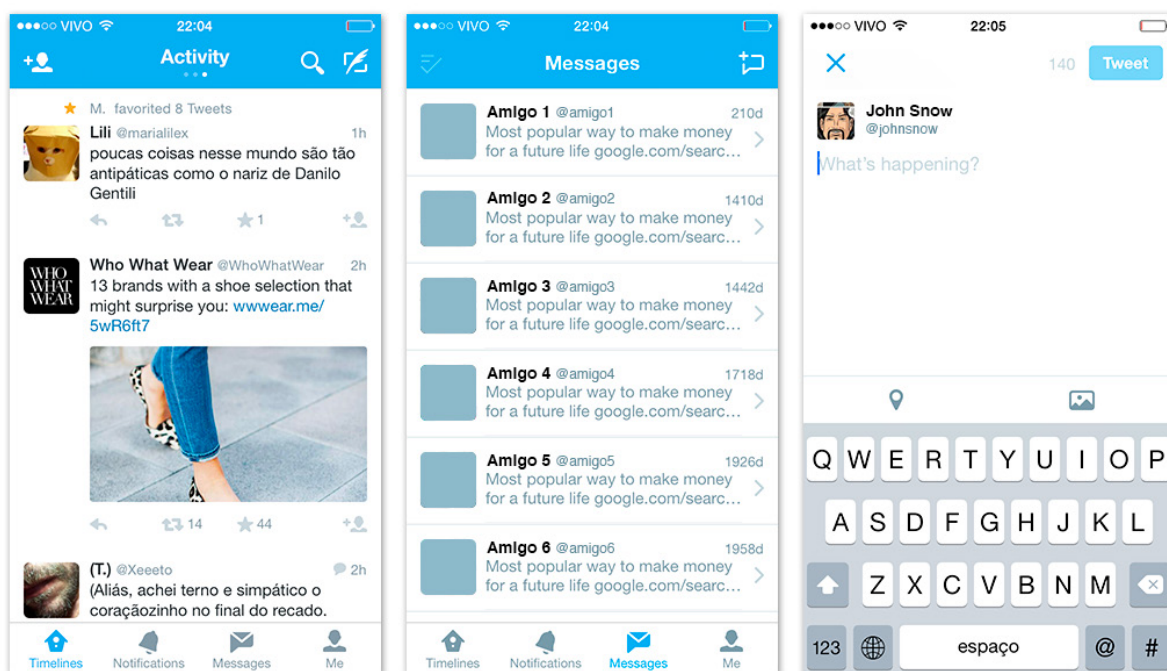 VIVO 22:04
Activity
M. favorited 8 Tweets
Lili @marialilex 1h
poucas coisas nesse mundo são tão
antipáticas como o nariz de Danilo
Gentili
1
WHO
WHAT
WEAR
Who What Wear @WhoWhatWear 2h
13 brands with a shoe selection that
might surprise you: wwwear.me/
5wR6ft7
14 44
(T.) @Xeeeto 2h
(Aliás, achei terno e simpático o
coraçãozinho no final do recado.
Timelines Notifications Messages Me
VIVO 22:04
Messages
Amigo 1 @amigo1 210d
Most popular way to make money
for a future life google.com/searc...
Amigo 2 @amigo2 1410d
Most popular way to make money
for a future life google.com/searc...
Amigo 3 @amigo3 1442d
Most popular way to make money
for a future life google.com/searc...
Amigo 4 @amigo4 1718d
Most popular way to make money
for a future life google.com/searc...
Amigo 5 @amigo5 1926d
Most popular way to make money
for a future life google.com/searc...
Amigo 6 @amigo6 1958d
Most popular way to make money
for a future life google.com/searc...
Timelines Notifications Messages Me
VIVO 22:05
140 Tweet
John Snow
@johnsnow
What's happening?
Q W E R T Y U I O P
A S D F G H J K L
Z X C V B N M
123 espaço @ #